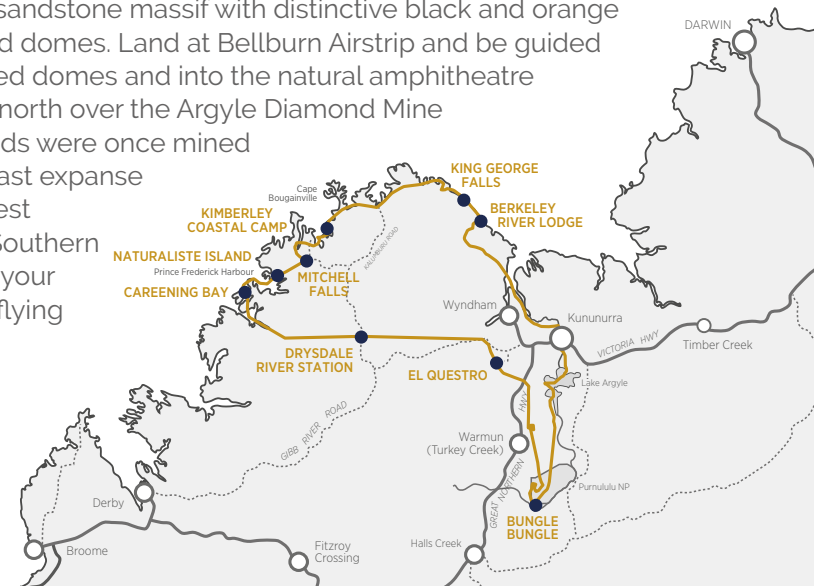 sandstone massif with distinctive black and orange
d domes. Land at Bellburn Airstrip and be guided
ed domes and into the natural amphitheatre
north over the Argyle Diamond Mine
ds were once mined
ast expanse
est
Southern
your
flying
DARWIN
KING GEORGE
FALLS
Cape
Bougainville
BERKELEY
RIVER LODGE
KIMBERLEY
COASTAL CAMP
KALUMBURU ROAD
NATURALISTE ISLAND
Prince Frederick Harbour
MITCHELL
FALLS
CAREENING BAY
Wyndham
Kununurra
VICTORIA HWY
Timber Creek
DRYSDALE
RIVER STATION
EL QUESTRO
Lake Argyle
GIBB RIVER ROAD
Warmun
(Turkey Creek)
GREAT NORTHERN HWY
Purnululu NP
Derby
BUNGLE
BUNGLE
Broome
Fitzroy
Crossing
Halls Creek